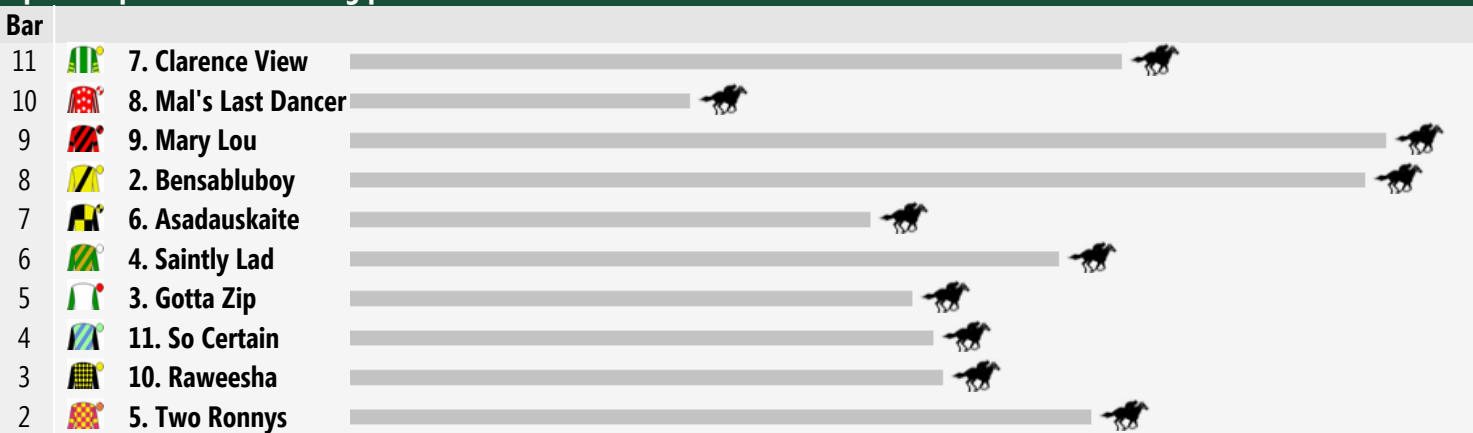 Bar
11 7. Clarence View
10 8. Mal's Last Dancer
9 9. Mary Lou
8 2. Bensabluboy
7 6. Asadauskaite
6 4. Saintly Lad
5 3. Gotta Zip
4 11. So Certain
3 10. Raweesha
2 5. Two Ronnys